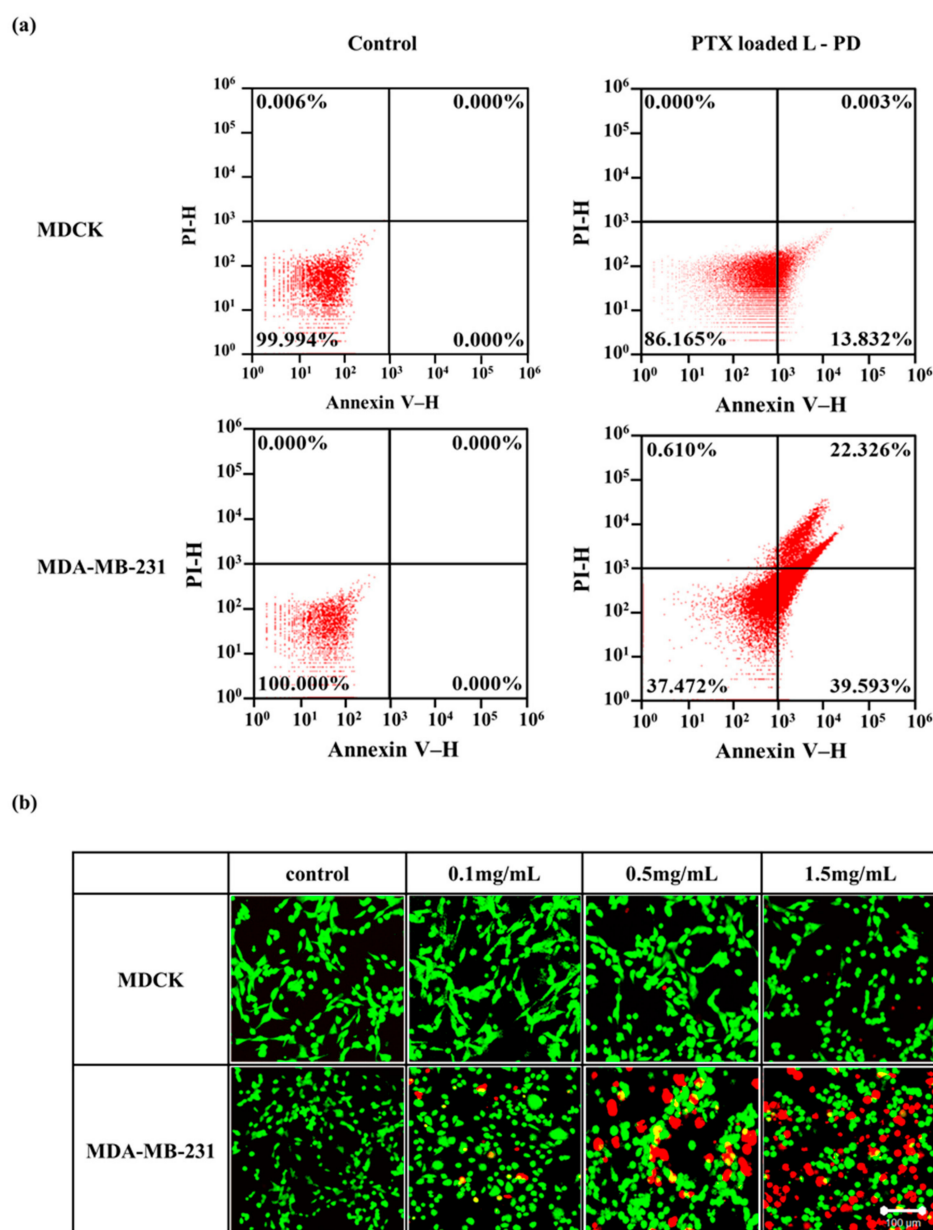 (a)
Control
PTX loaded L - PD
MDCK
PI-H
10⁶
10⁵
10⁴
10³
10²
10¹
10⁰
0.006%
0.000%
99.994%
0.000%
10⁰ 10¹ 10² 10³ 10⁴ 10⁵ 10⁶
Annexin V–H
PI-H
10⁶
10⁵
10⁴
10³
10²
10¹
10⁰
0.000%
0.003%
86.165%
13.832%
10⁰ 10¹ 10² 10³ 10⁴ 10⁵ 10⁶
Annexin V–H
MDA-MB-231
PI-H
10⁶
10⁵
10⁴
10³
10²
10¹
10⁰
0.000%
0.000%
100.000%
0.000%
10⁰ 10¹ 10² 10³ 10⁴ 10⁵ 10⁶
Annexin V–H
PI-H
10⁶
10⁵
10⁴
10³
10²
10¹
10⁰
0.610%
22.326%
37.472%
39.593%
10⁰ 10¹ 10² 10³ 10⁴ 10⁵ 10⁶
Annexin V–H
(b)
control
0.1mg/mL
0.5mg/mL
1.5mg/mL
MDCK
MDA-MB-231
100 um